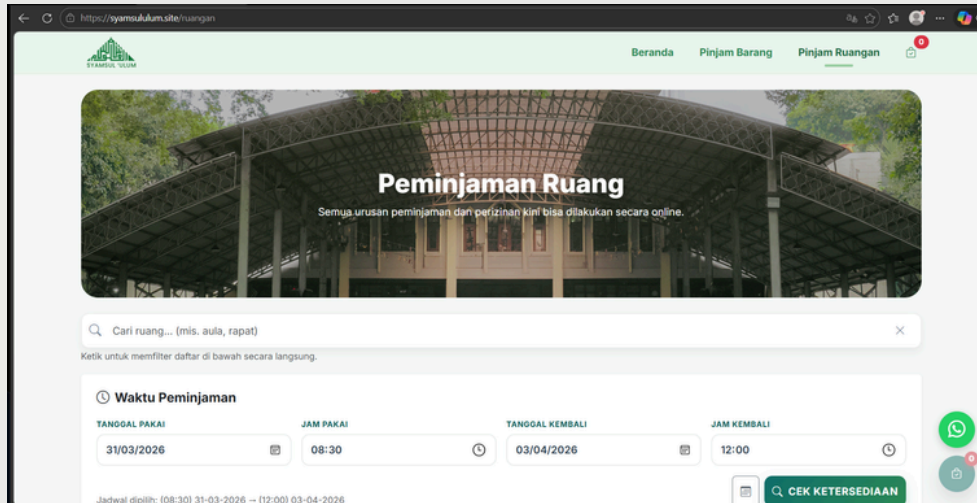 https://syamsululum.site/ruangan
SYAMSUL 'ULUM
Beranda
Pinjam Barang
Pinjam Ruangan
0
Peminjaman Ruang
Semua urusan peminjaman dan perizinan kini bisa dilakukan secara online.
Cari ruang... (mis. aula, rapat)
Ketik untuk memfilter daftar di bawah secara langsung.
Waktu Peminjaman
TANGGAL PAKAI
JAM PAKAI
TANGGAL KEMBALI
JAM KEMBALI
31/03/2026
08:30
03/04/2026
12:00
0
Jadwal dipilih: (08:30) 31-03-2026 → (12:00) 03-04-2026
CEK KETERSEDIAAN